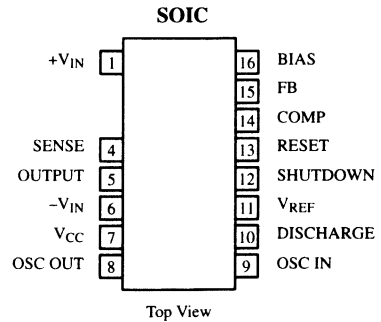 SOIC
+VIN 1 16 BIAS
15 FB
14 COMP
SENSE 4 13 RESET
OUTPUT 5 12 SHUTDOWN
–VIN 6 11 VREF
VCC 7 10 DISCHARGE
OSC OUT 8 9 OSC IN
Top View